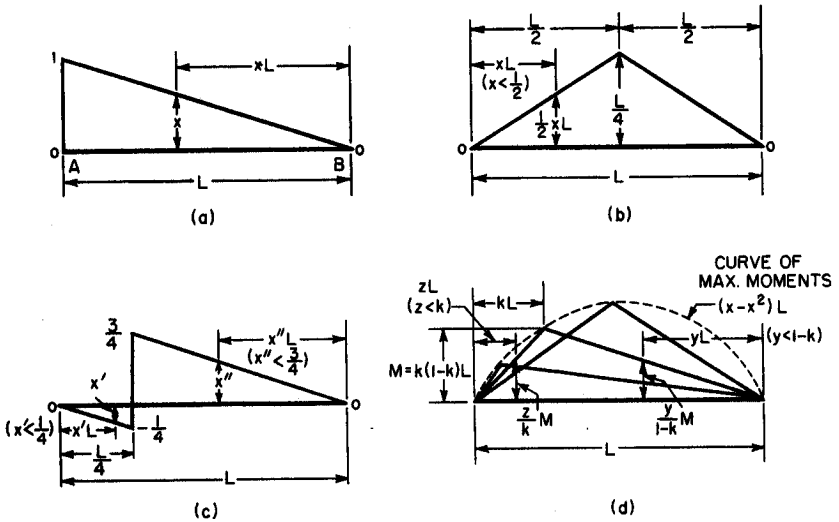 1
xL
x
0
0
A
B
L
(a)
L/2
L/2
xL
(x<1/2)
1/2 xL
L/4
0
0
L
(b)
3/4
x''L
(x''<3/4)
x'
x''
0
0
(x'<1/4)
x'L
-1/4
L/4
L
(c)
CURVE OF
MAX. MOMENTS
zL
(z<k)
kL
(x-x²)L
yL
(y<1-k)
M=k(1-k)L
z/k M
y/1-k M
L
(d)